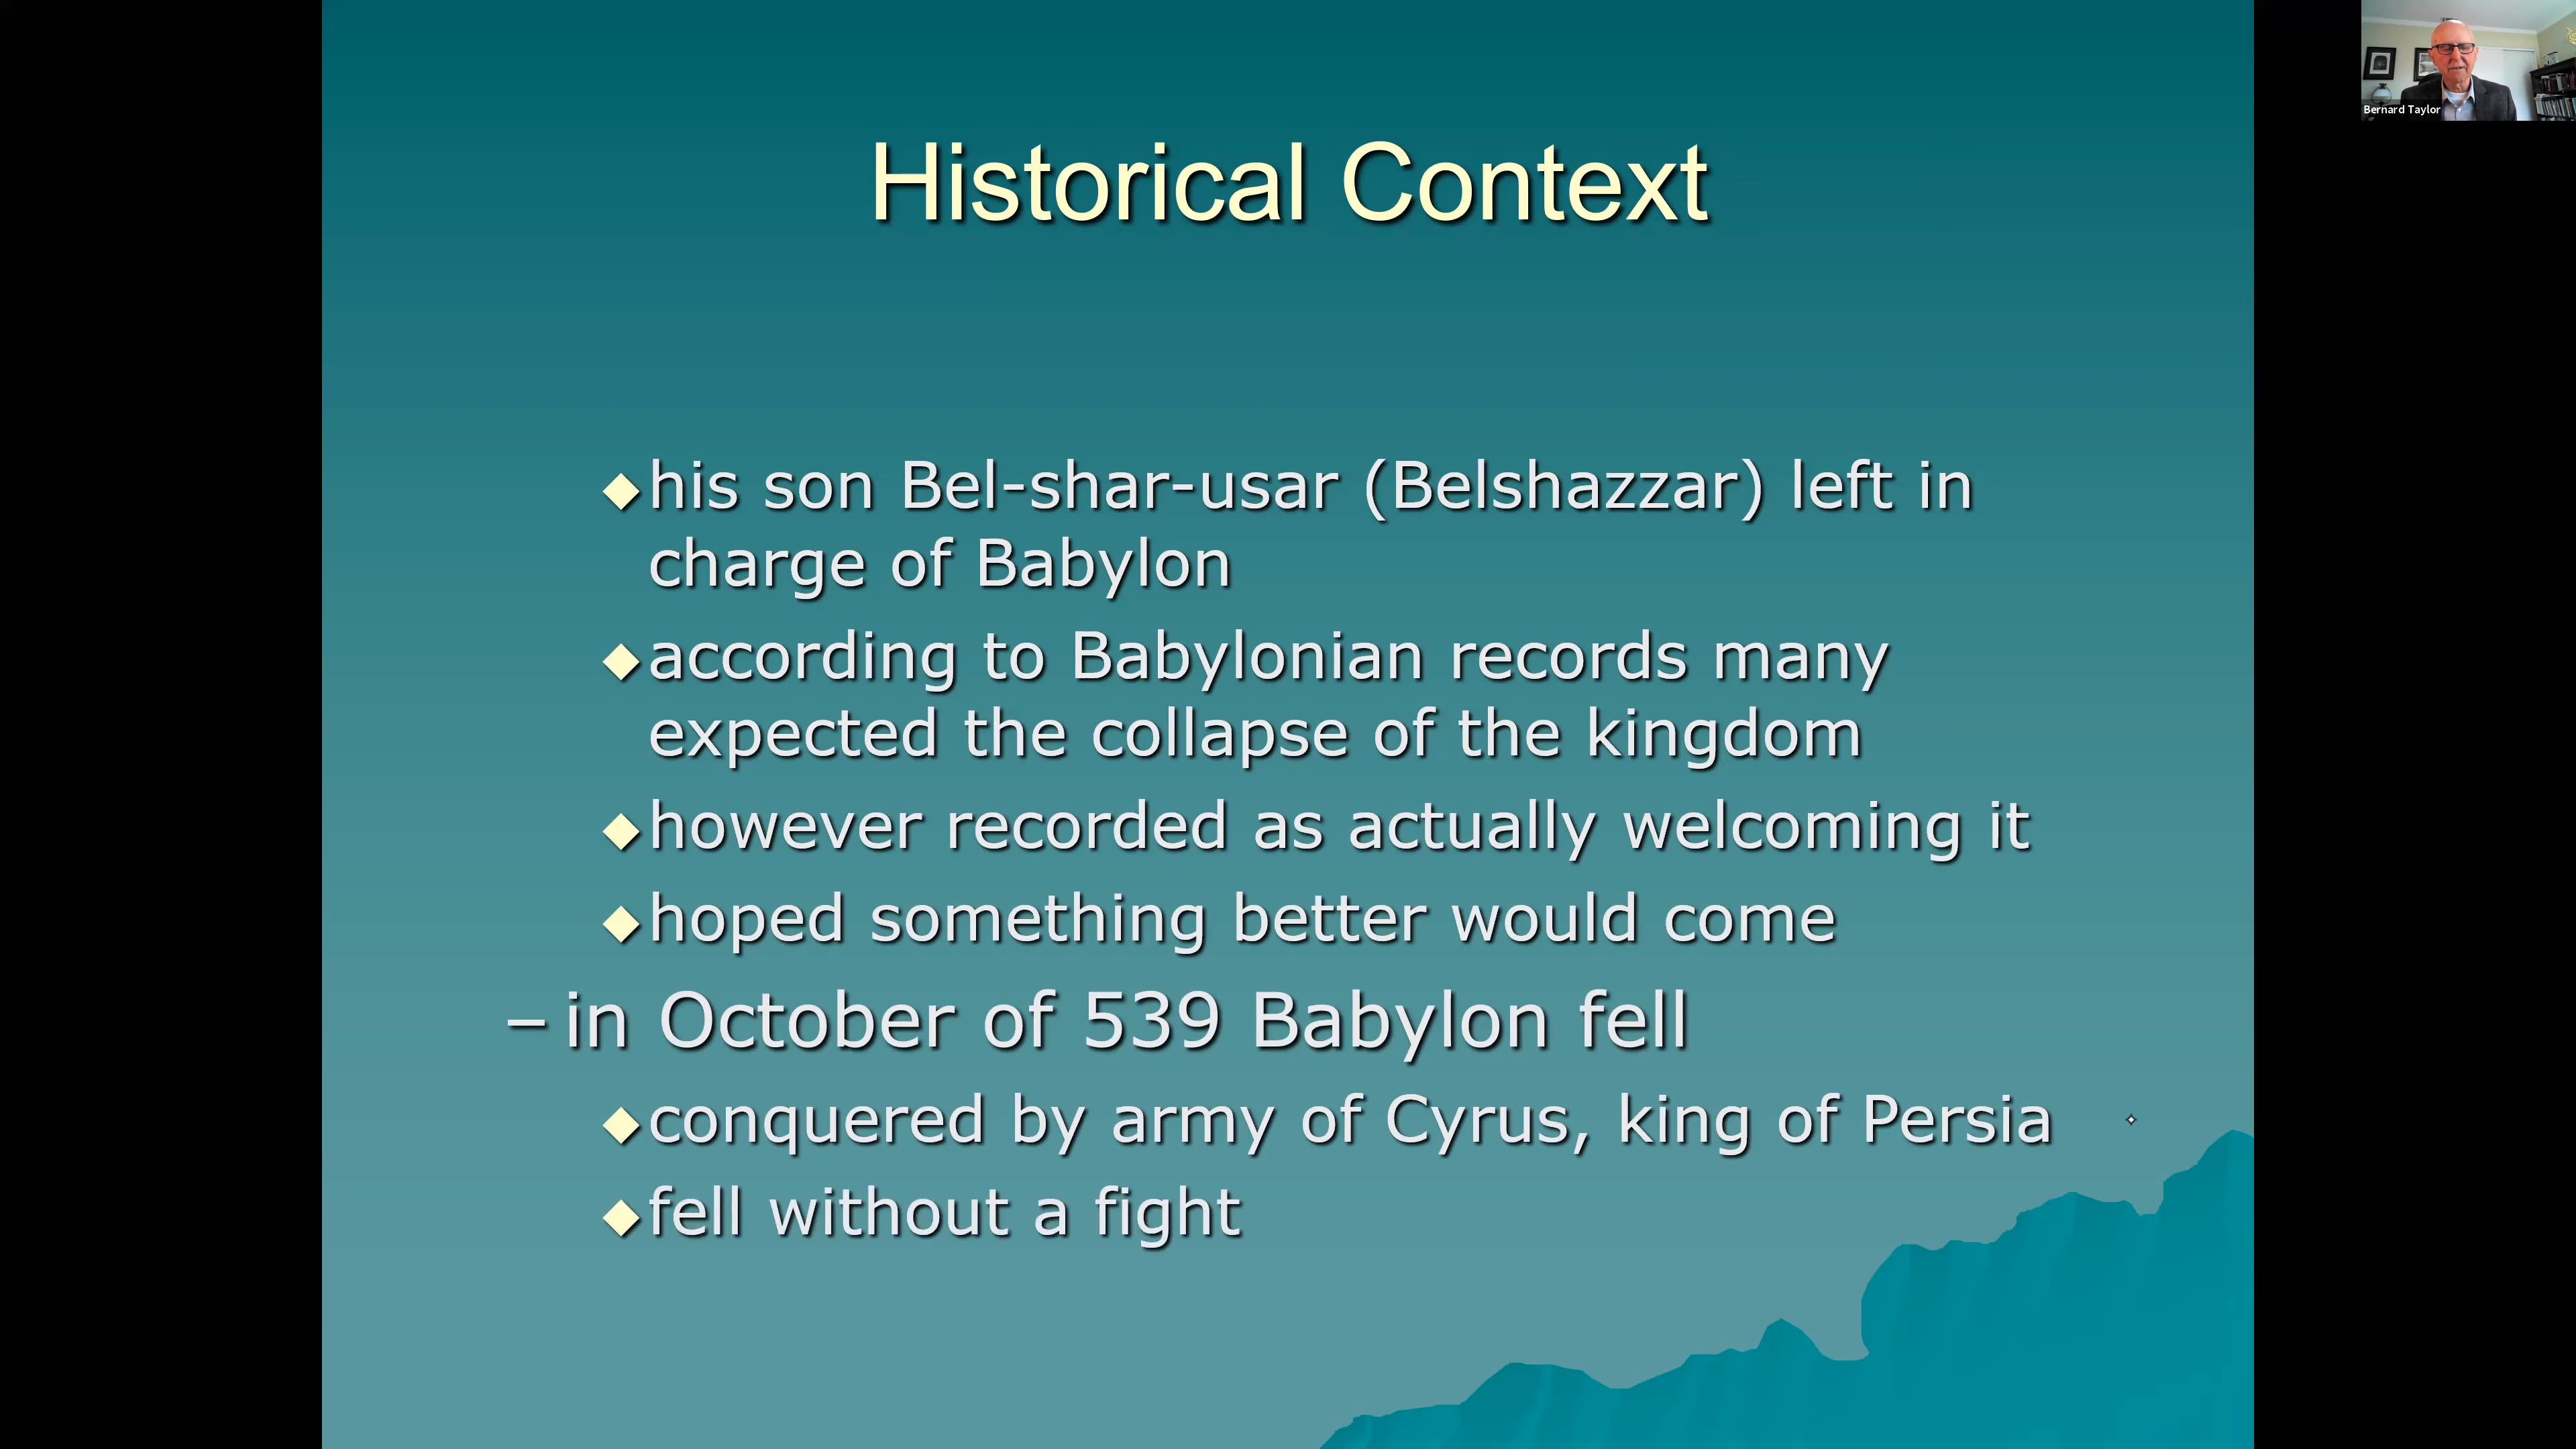 Bernard Taylor
Historical Context
his son Bel-shar-usar (Belshazzar) left in
charge of Babylon
according to Babylonian records many
expected the collapse of the kingdom
however recorded as actually welcoming it
hoped something better would come
– in October of 539 Babylon fell
conquered by army of Cyrus, king of Persia
fell without a fight